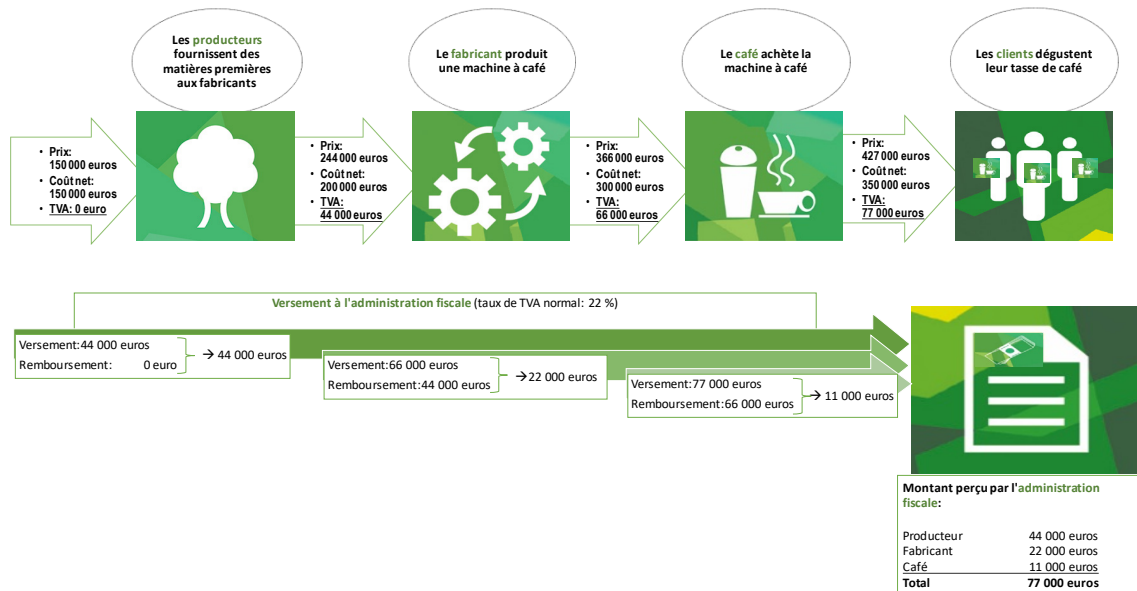 Les producteurs
fournissent des
matières premières
aux fabricants
Le fabricant produit
une machine à café
Le café achète la
machine à café
Les clients dégustent
leur tasse de café
• Prix:
150 000 euros
• Coût net:
150 000 euros
• TVA: 0 euro
• Prix:
244 000 euros
• Coût net:
200 000 euros
• TVA:
44 000 euros
• Prix:
366 000 euros
• Coût net:
300 000 euros
• TVA:
66 000 euros
• Prix:
427 000 euros
• Coût net:
350 000 euros
• TVA:
77 000 euros
Versement à l'administration fiscale (taux de TVA normal: 22 %)
Versement:44 000 euros
Remboursement: 0 euro
→ 44 000 euros
Versement:66 000 euros
Remboursement:44 000 euros
→22 000 euros
Versement:77 000 euros
Remboursement:66 000 euros
→ 11 000 euros
Montant perçu par l'administration
fiscale:
Producteur 44 000 euros
Fabricant 22 000 euros
Café 11 000 euros
Total 77 000 euros